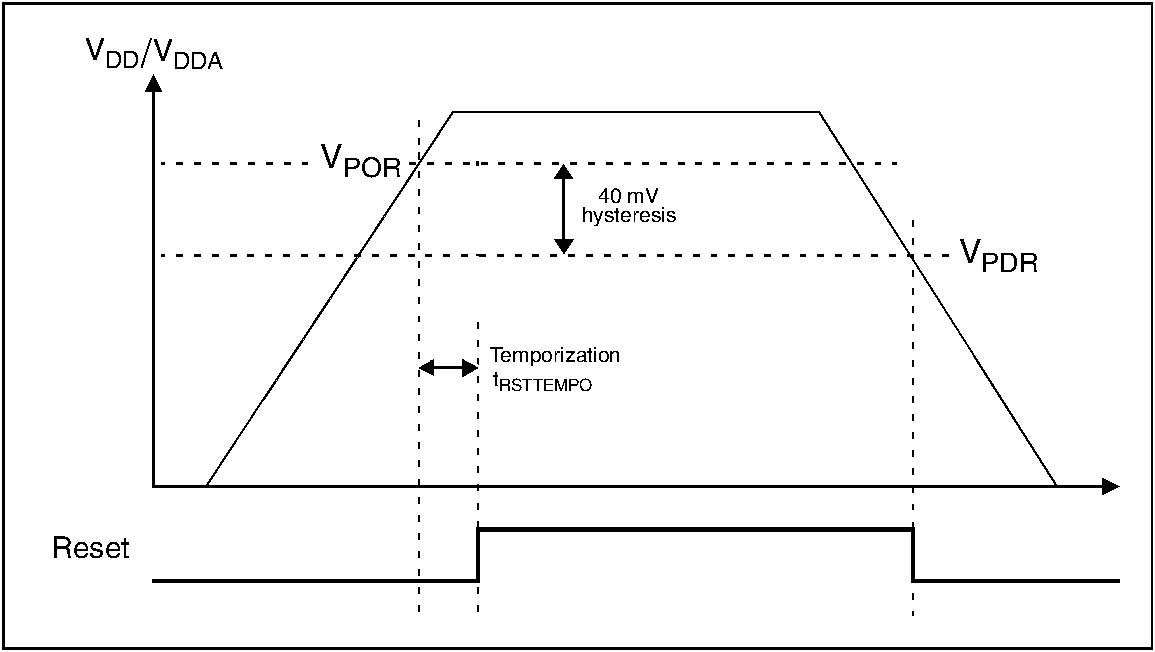 VDD/VDDA
VPOR
40 mV
hysteresis
VPDR
Temporization
tRSTTEMPO
Reset